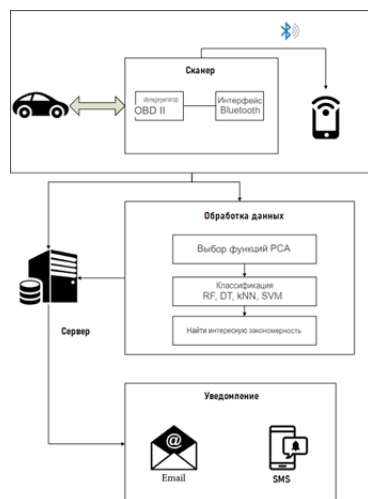 Сканер
Интерпритатор
OBD II
Интерфейс
Bluetooth
Обработка данных
Выбор функций PCA
Классификация
RF, DT, kNN, SVM
Найти интересную закономерность
Сервер
Уведомление
@
Email
SMS